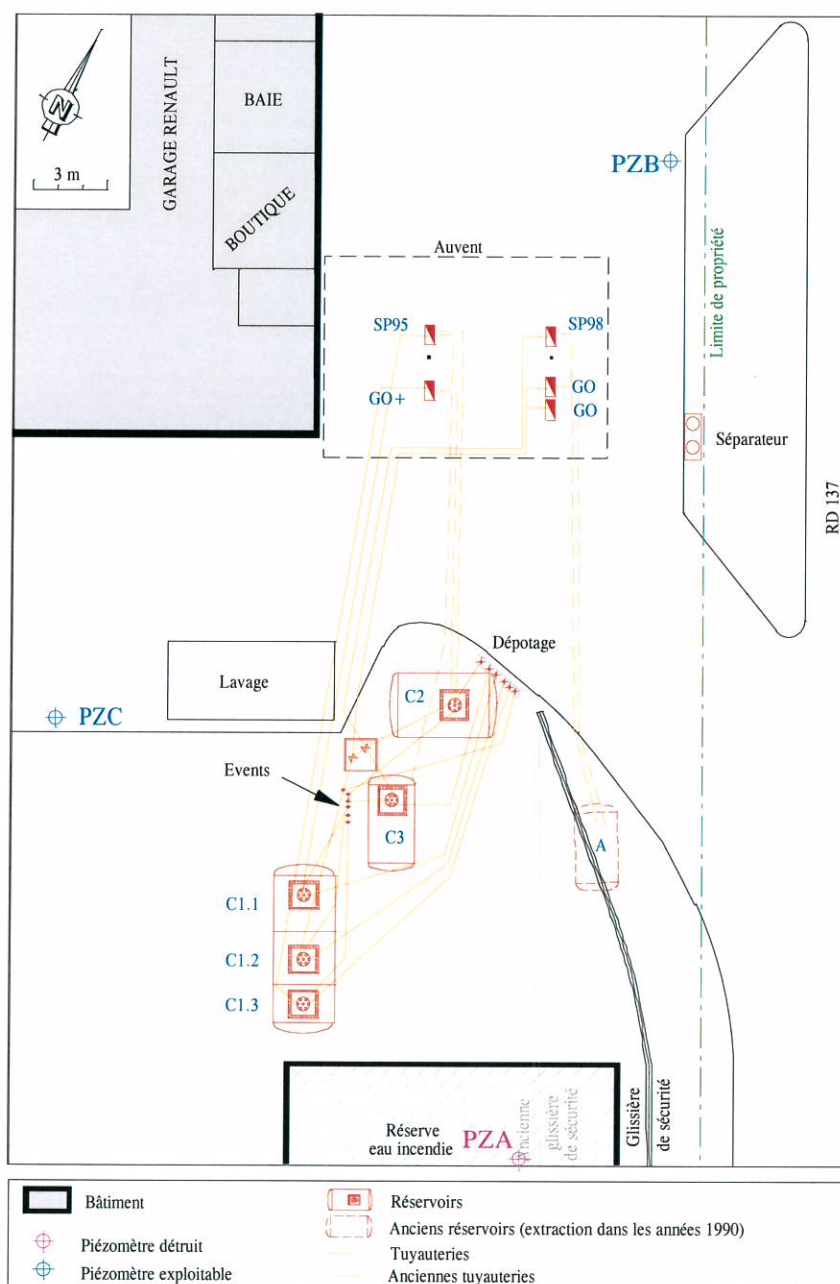 N
3 m
GARAGE RENAULT
BAIE
BOUTIQUE
PZB
Auvent
Limite de propriété
SP95
SP98
GO+
GO
GO
Séparateur
RD 137
Dépotage
Lavage
C2
PZC
Events
C3
A
C1.1
C1.2
C1.3
Réserve
eau incendie
PZA
Ancienne
glissière
de sécurité
Glissière
de sécurité
Bâtiment
Réservoirs
Anciens réservoirs (extraction dans les années 1990)
Piézomètre détruit
Tuyauteries
Piézomètre exploitable
Anciennes tuyauteries